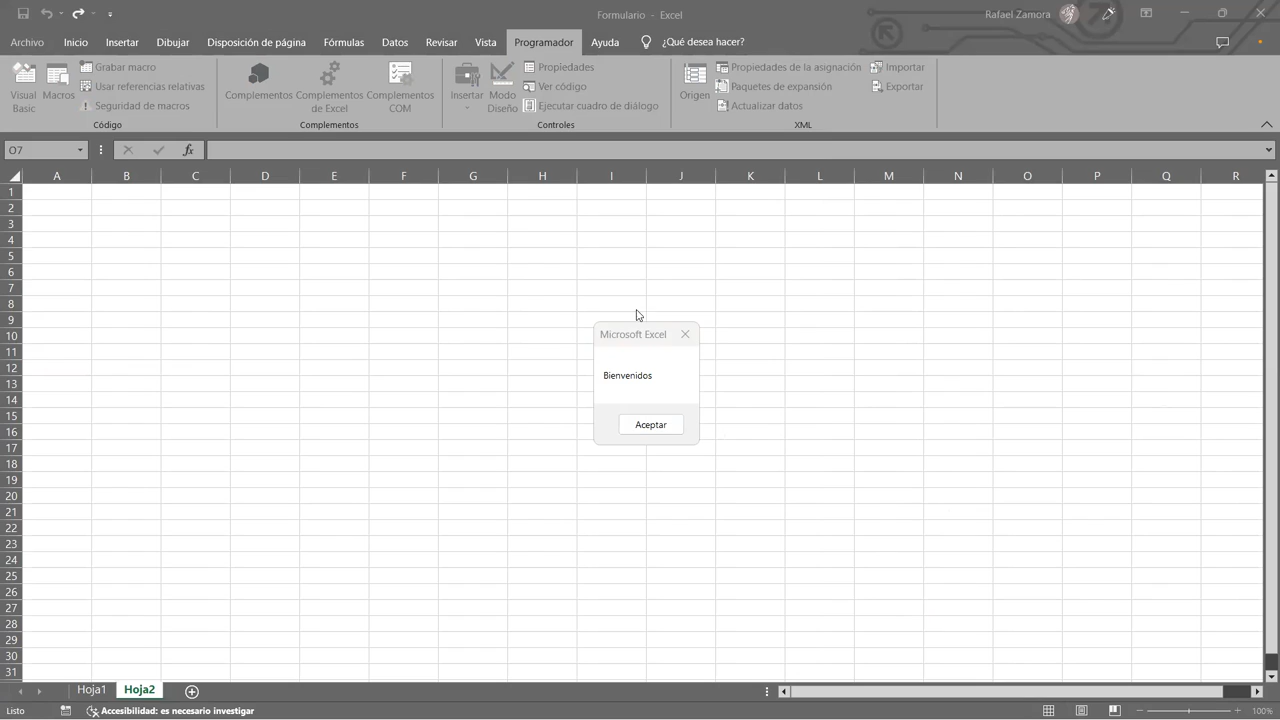 Formulario - Excel
Rafael Zamora
Archivo Inicio Insertar Dibujar Disposición de página Fórmulas Datos Revisar Vista Programador Ayuda ¿Qué desea hacer?
Visual Basic
Macros
Grabar macro
Usar referencias relativas
Seguridad de macros
Código
Complementos
Complementos de Excel
Complementos COM
Complementos
Insertar
Modo Diseño
Propiedades
Ver código
Ejecutar cuadro de diálogo
Controles
Origen
Propiedades de la asignación
Paquetes de expansión
Actualizar datos
Importar
Exportar
XML
O7
fx
A B C D E F G H I J K L M N O P Q R
1
2
3
4
5
6
7
8
9
10
11
12
13
14
15
16
17
18
19
20
21
22
23
24
25
26
27
28
29
30
31
Microsoft Excel
Bienvenidos
Aceptar
Hoja1 Hoja2
Listo
Accesibilidad: es necesario investigar
100%